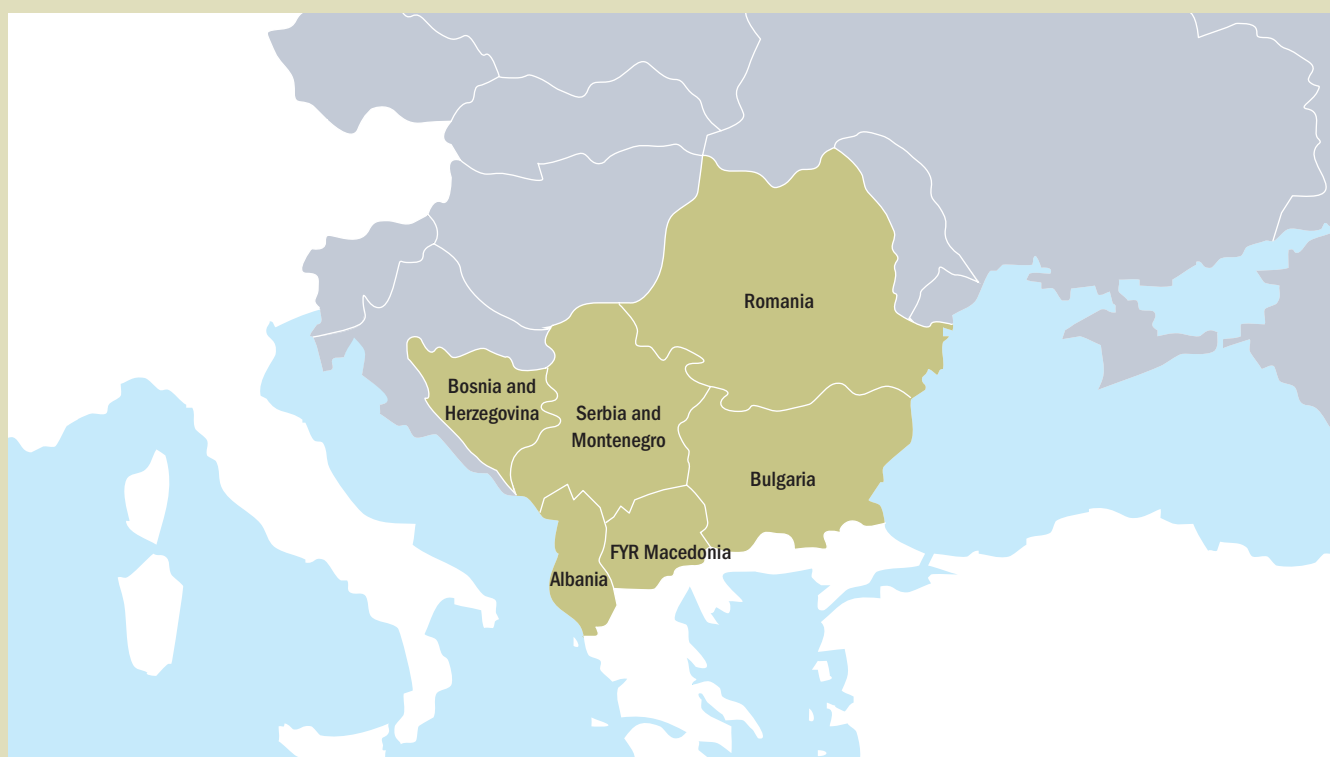 Romania
Bosnia and
Herzegovina
Serbia and
Montenegro
Bulgaria
FYR Macedonia
Albania